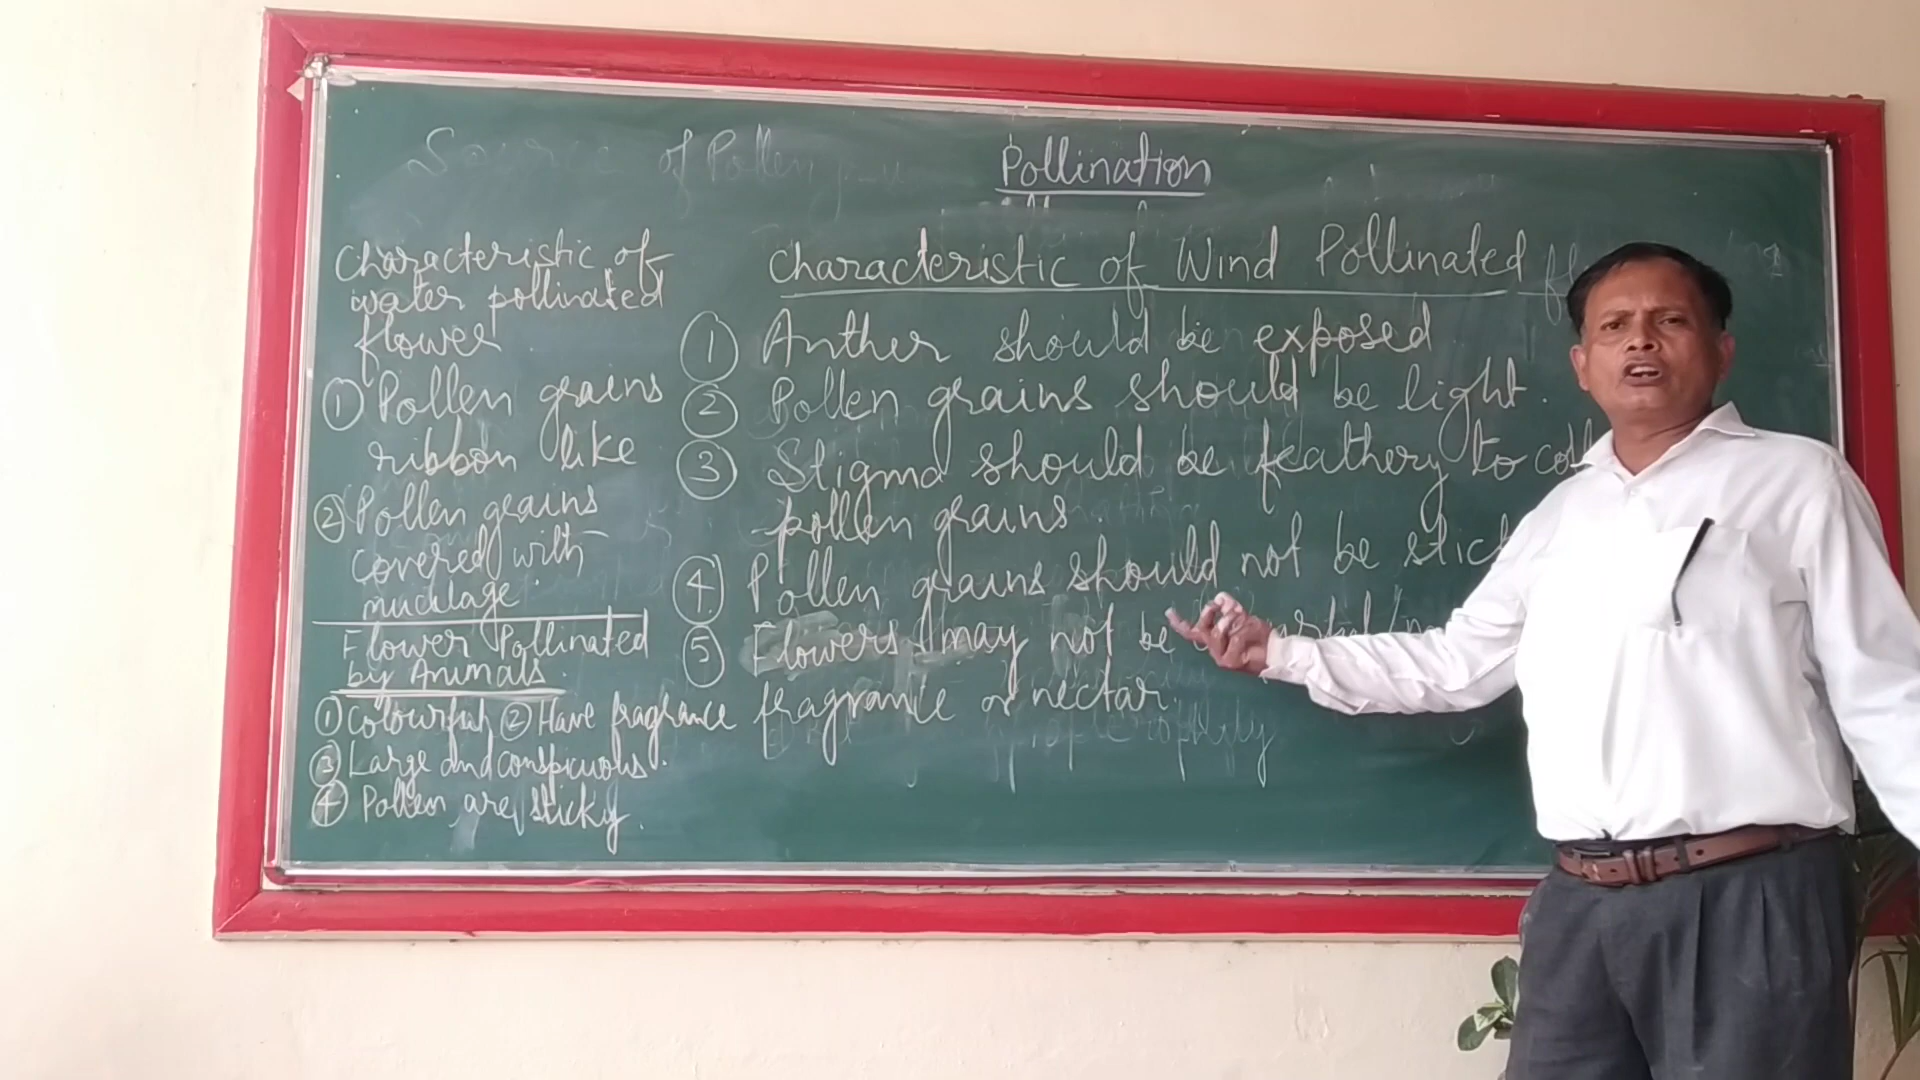 Source of Pollen
Pollination
Characteristic of
water pollinated
flower
① Pollen grains
ribbon like
② Pollen grains
covered with
mucilage
Flower Pollinated
by Animals.
① Colourful, ② Have fragrance
③ Large and conspicuous.
④ Pollen are sticky.
Characteristic of Wind Pollinated
① Anther should be exposed
② Pollen grains should be light.
③ Stigma should be feathery to
pollen grains.
④ Pollen grains should not be
⑤ Flowers may not be
fragrance or nectar.